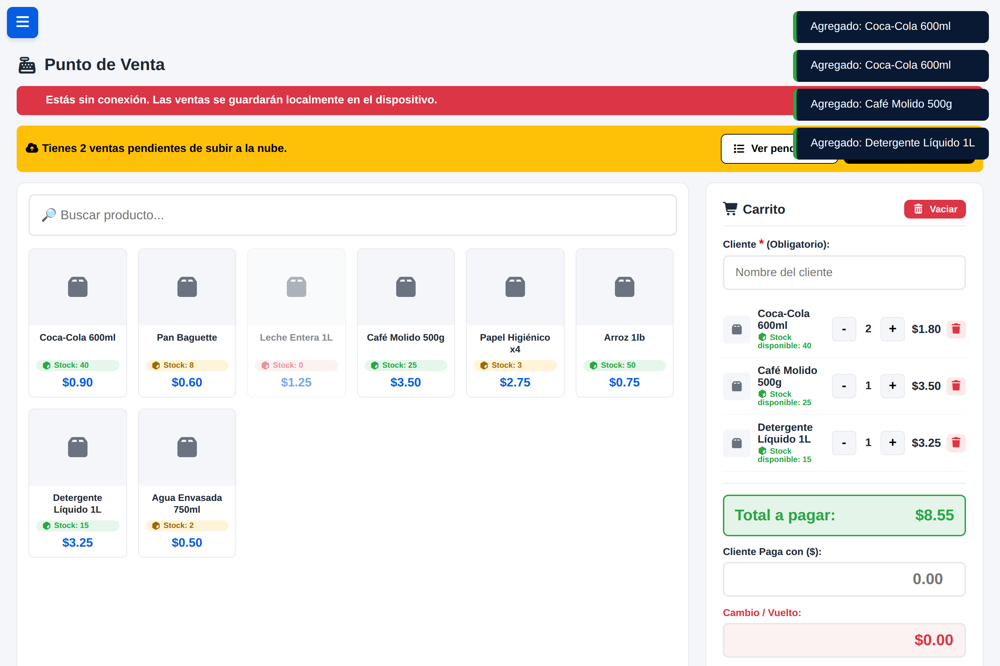 Agregado: Coca-Cola 600ml
Agregado: Coca-Cola 600ml
Agregado: Café Molido 500g
Agregado: Detergente Líquido 1L
Punto de Venta
Estás sin conexión. Las ventas se guardarán localmente en el dispositivo.
Tienes 2 ventas pendientes de subir a la nube.
Ver
Buscar producto...
Coca-Cola 600ml
Stock: 40
$0.90
Pan Baguette
Stock: 8
$0.60
Leche Entera 1L
Stock: 0
$1.25
Café Molido 500g
Stock: 25
$3.50
Papel Higiénico
x4
Stock: 3
$2.75
Arroz 1lb
Stock: 50
$0.75
Detergente
Líquido 1L
Stock: 15
$3.25
Agua Envasada
750ml
Stock: 2
$0.50
Carrito
Vaciar
Cliente * (Obligatorio):
Nombre del cliente
Coca-Cola
600ml
Stock
disponible: 40
- 2 + $1.80
Café Molido
500g
Stock
disponible: 25
- 1 + $3.50
Detergente
Líquido 1L
Stock
disponible: 15
- 1 + $3.25
Total a pagar: $8.55
Cliente Paga con ($):
0.00
Cambio / Vuelto:
$0.00